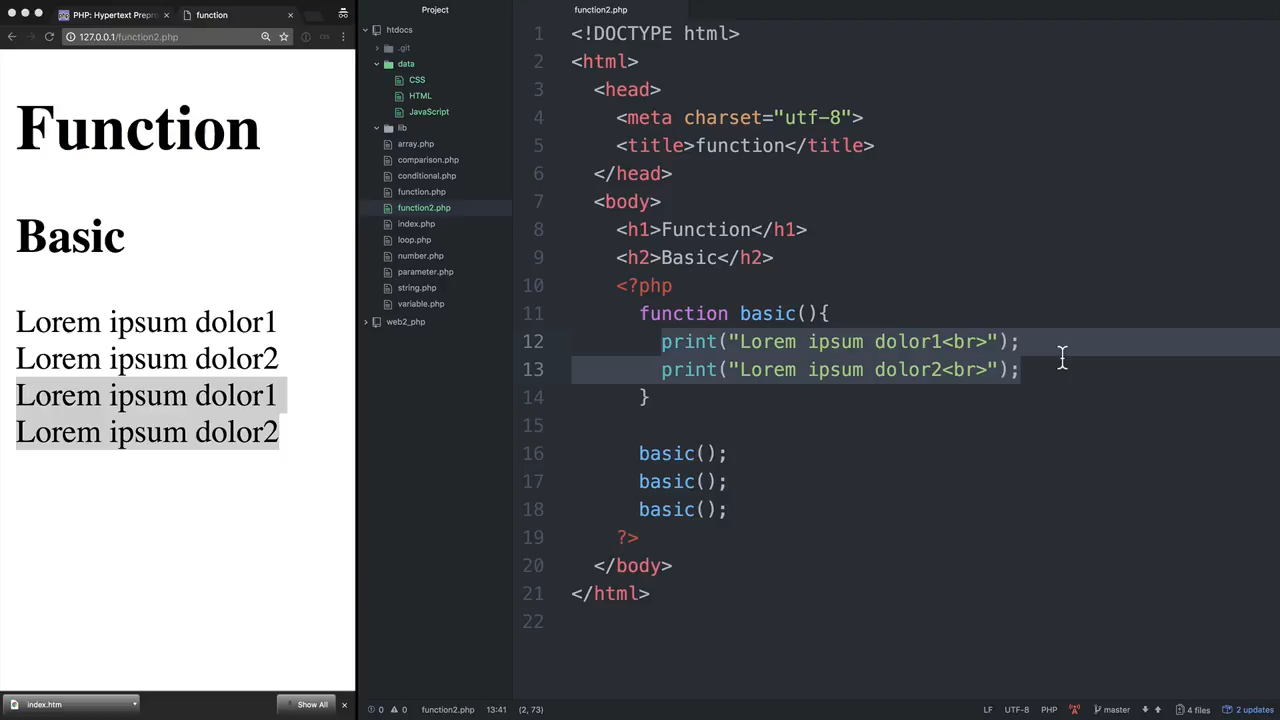 PHP: Hypertext Prepro
function
127.0.0.1/function2.php
Function
Basic
Lorem ipsum dolor1
Lorem ipsum dolor2
Lorem ipsum dolor1
Lorem ipsum dolor2
index.htm
Show All
Project
htdocs
.git
data
CSS
HTML
JavaScript
lib
array.php
comparison.php
conditional.php
function.php
function2.php
index.php
loop.php
number.php
parameter.php
string.php
variable.php
web2_php
function2.php
1 <!DOCTYPE html>
2 <html>
3 <head>
4 <meta charset="utf-8">
5 <title>function</title>
6 </head>
7 <body>
8 <h1>Function</h1>
9 <h2>Basic</h2>
10 <?php
11 function basic(){
12 print("Lorem ipsum dolor1<br>");
13 print("Lorem ipsum dolor2<br>");
14 }
15
16 basic();
17 basic();
18 basic();
19 ?>
20 </body>
21 </html>
22
0 0 function2.php 13:41 (2, 73) LF UTF-8 PHP master 4 files 2 updates